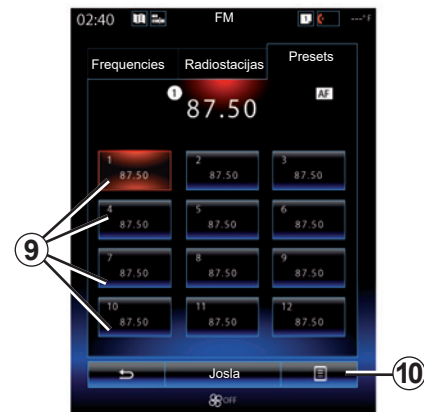 02:40 FM 1 ---°F
Frequencies Radiostacijas Presets
1 87.50 AF
1 87.50 2 87.50 3 87.50
4 87.50 5 87.50 6 87.50
9
7 87.50 8 87.50 9 87.50
10 87.50 11 87.50 12 87.50
Josla
10
OFF